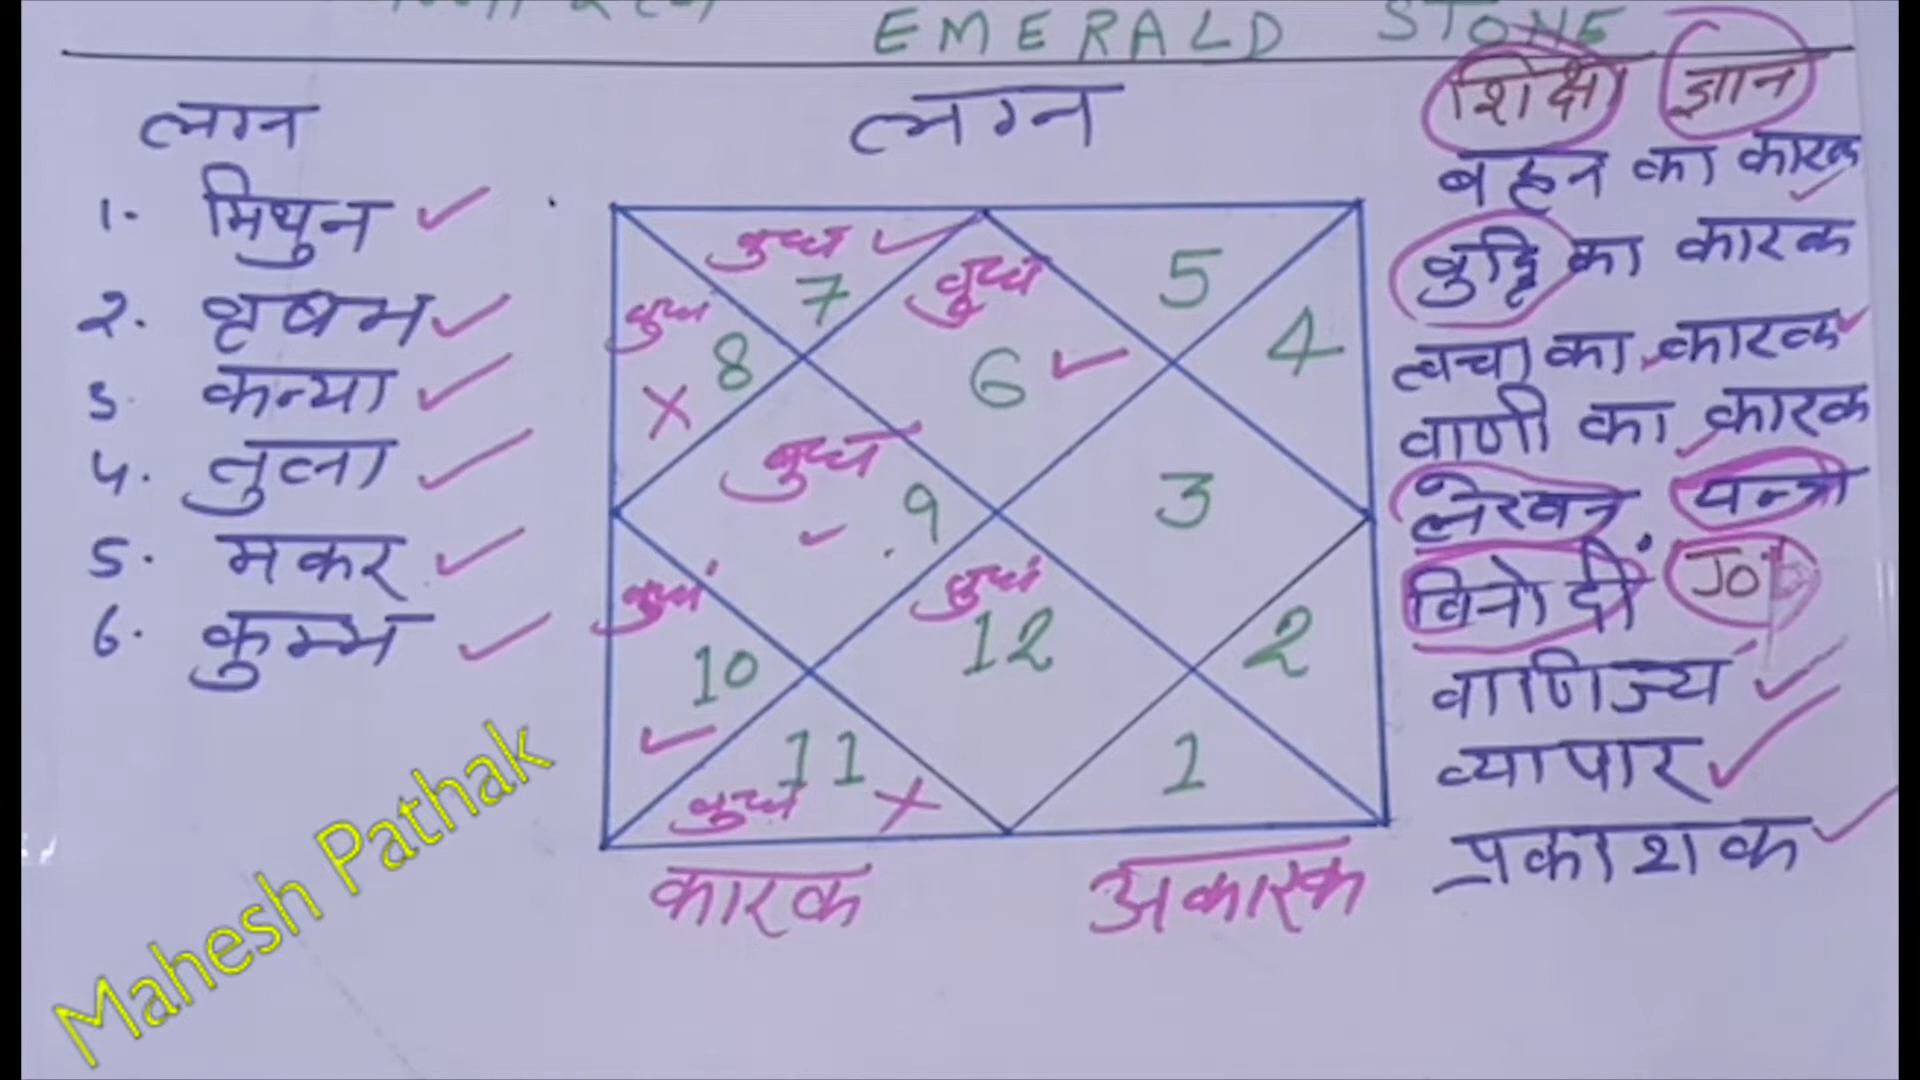 EMERALD STONE
लग्न
1. मिथुन
2. वृषभ
3. कन्या
4. तुला
5. मकर
6. कुम्भ
लग्न
बुध 7
बुध 6
5
4
बुध 8
बुध 9
3
बुध 10
बुध 12
2
11 बुध
1
कारक अकारक
शिक्षा ज्ञान
बहन का कारक
बुद्धि का कारक
त्वचा का कारक
वाणी का कारक
लेखन
विनोदी Job
वाणिज्य
व्यापार
प्रकाशक
Mahesh Pathak